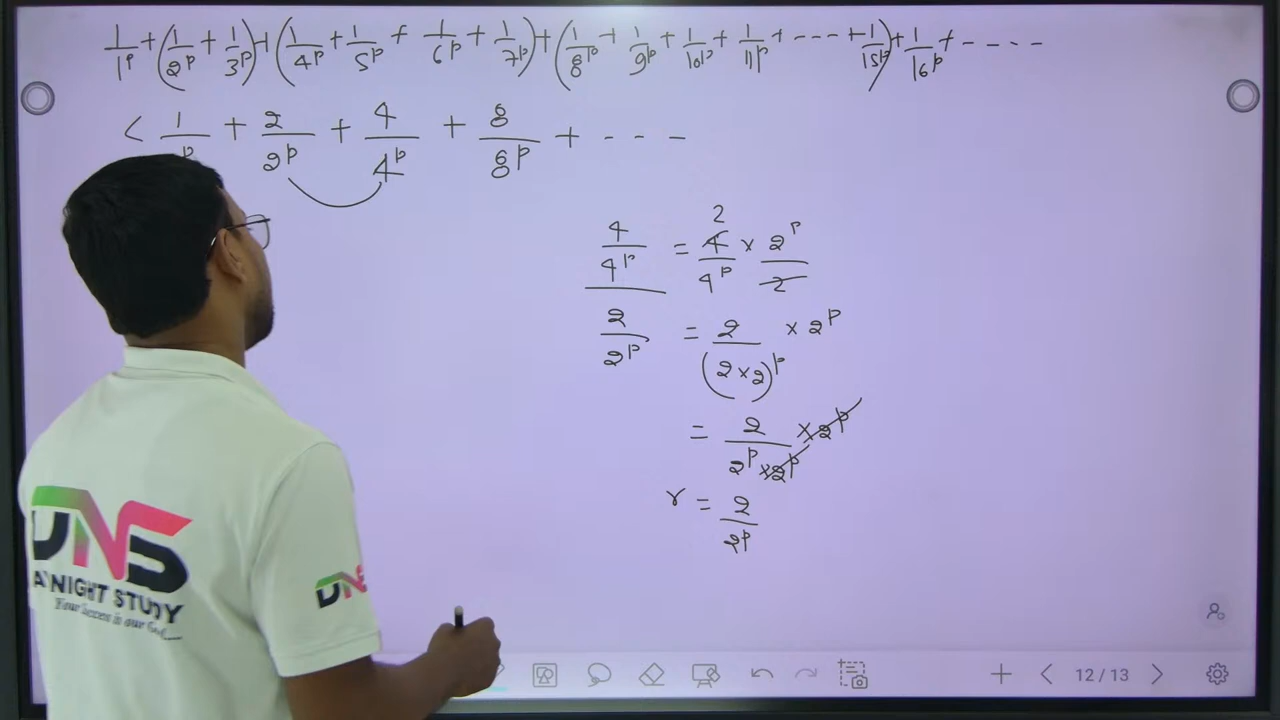 1/1^p + (1/2^p + 1/3^p) + (1/4^p + 1/5^p + 1/6^p + 1/7^p) + (1/8^p + 1/9^p + 1/10^p + 1/11^p + ---- + 1/15^p) + 1/16^p + ----
< 1/p + 2/2^p + 4/4^p + 8/8^p + ---
(4/4^p)/(2/2^p) = 4/4^p × 2^p/2
2
= 2/(2×2)^p × 2^p
= 2/(2^p × 2^p) × 2^p
r = 2/2^p
DNS
NIGHT STUDY
Your Success is our
DNS
12/13